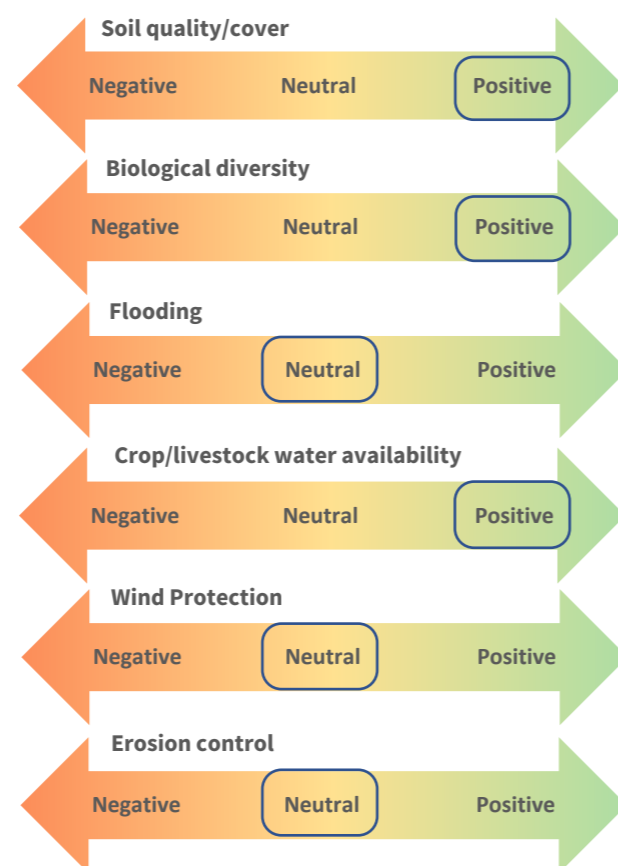 Soil quality/cover
Negative Neutral Positive
Biological diversity
Negative Neutral Positive
Flooding
Negative Neutral Positive
Crop/livestock water availability
Negative Neutral Positive
Wind Protection
Negative Neutral Positive
Erosion control
Negative Neutral Positive